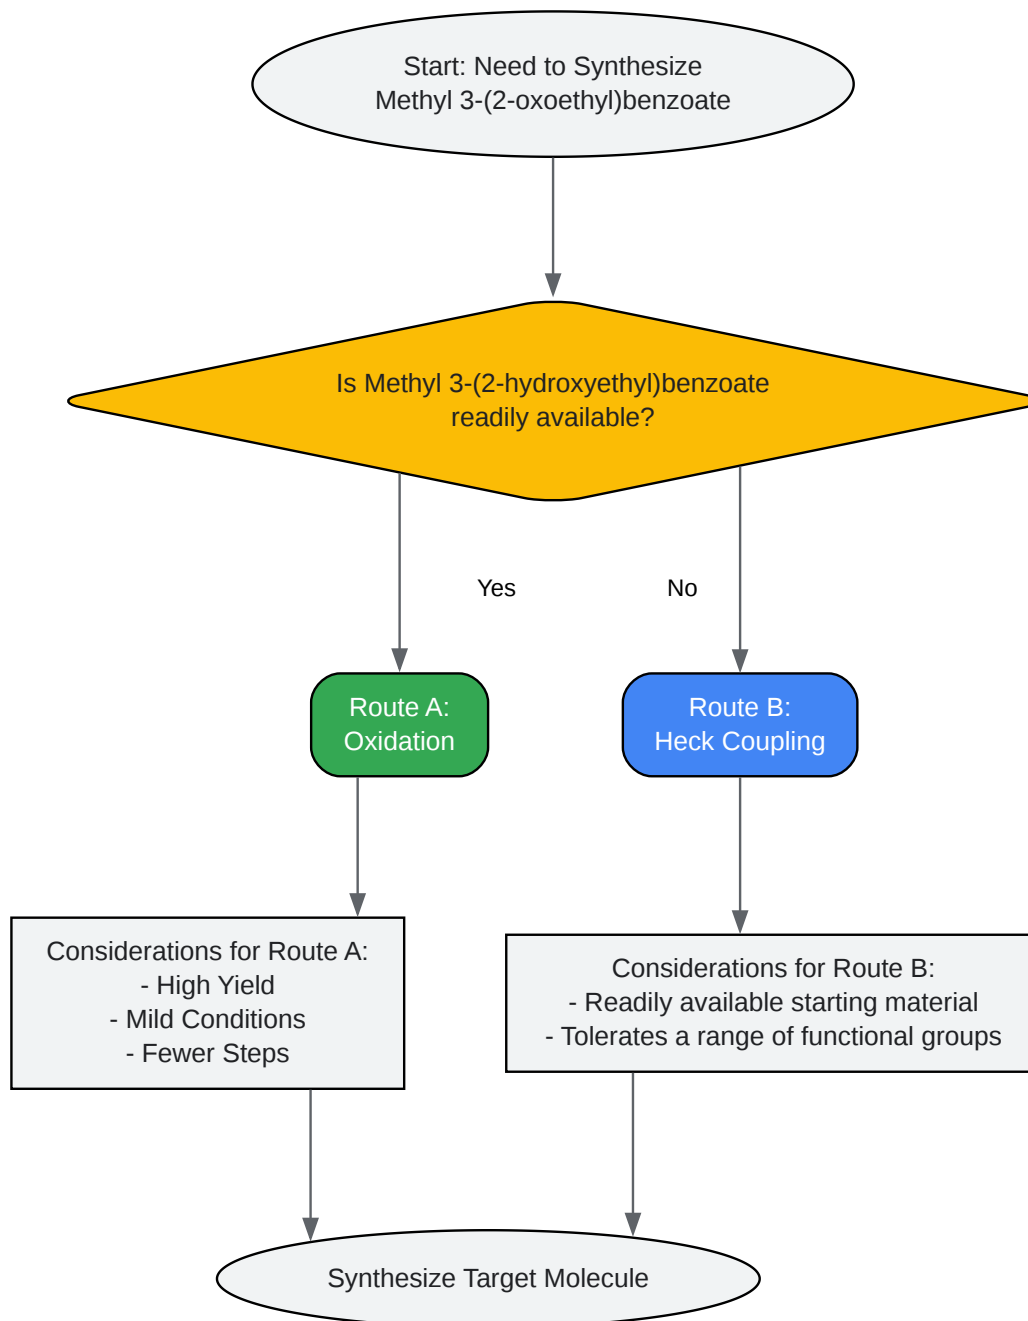 Start: Need to Synthesize
Methyl 3-(2-oxoethyl)benzoate
Is Methyl 3-(2-hydroxyethyl)benzoate
readily available?
Yes
No
Route A:
Oxidation
Route B:
Heck Coupling
Considerations for Route A:
- High Yield
- Mild Conditions
- Fewer Steps
Considerations for Route B:
- Readily available starting material
- Tolerates a range of functional groups
Synthesize Target Molecule